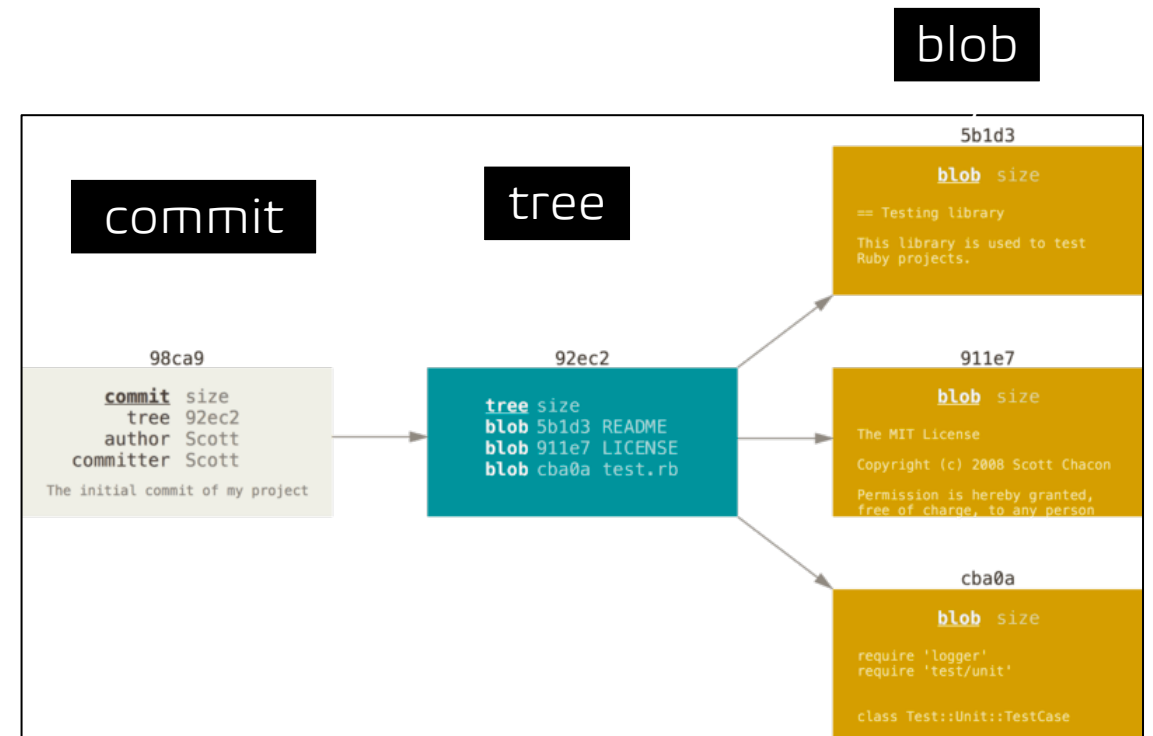 blob
commit
tree
5b1d3
blob size
== Testing library
This library is used to test
Ruby projects.
98ca9
commit size
tree 92ec2
author Scott
committer Scott
The initial commit of my project
92ec2
tree size
blob 5b1d3 README
blob 911e7 LICENSE
blob cba0a test.rb
911e7
blob size
The MIT License
Copyright (c) 2008 Scott Chacon
Permission is hereby granted,
free of charge, to any person
cba0a
blob size
require 'logger'
require 'test/unit'
class Test::Unit::TestCase